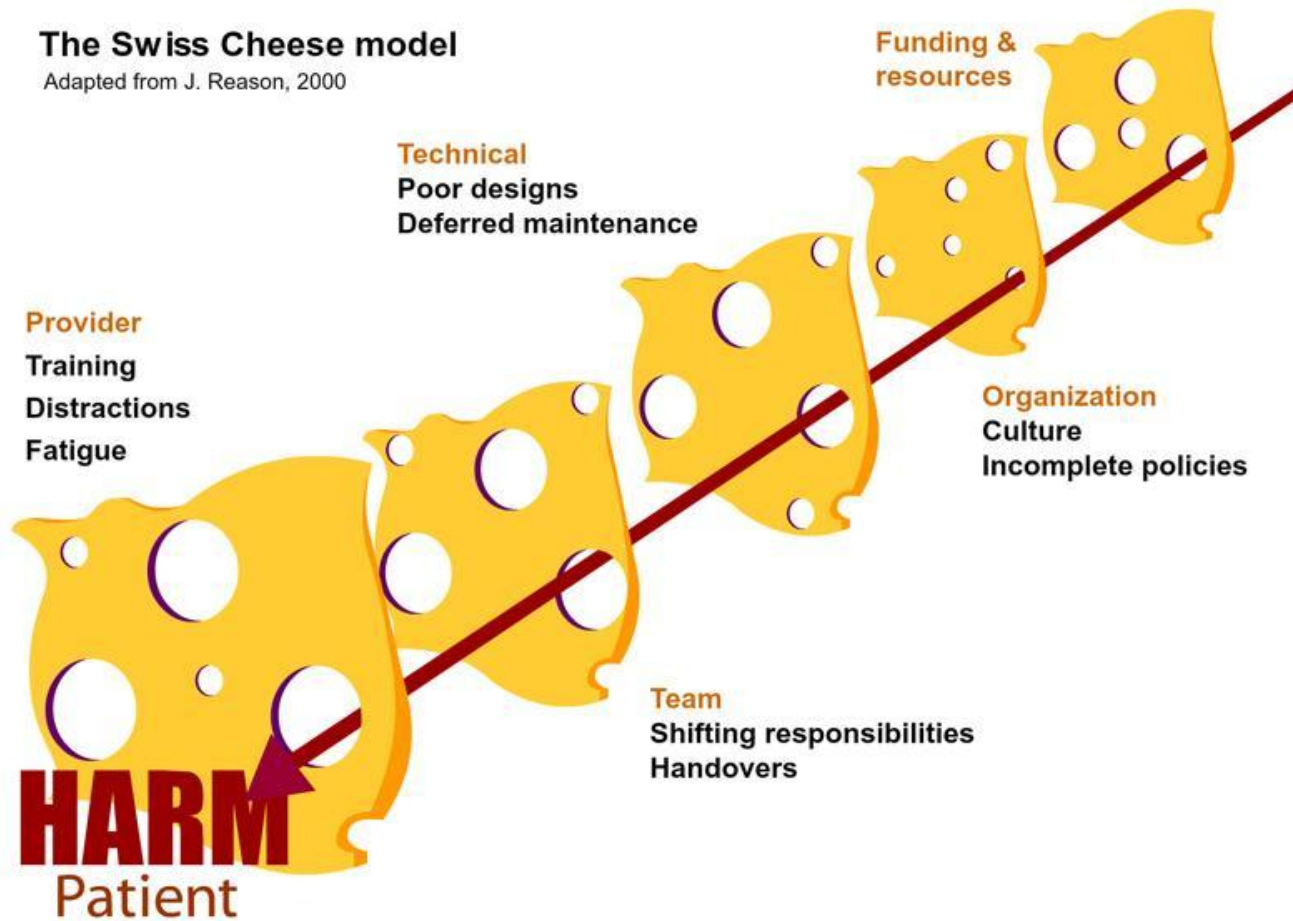 The Swiss Cheese model
Adapted from J. Reason, 2000
Funding &
resources
Technical
Poor designs
Deferred maintenance
Provider
Training
Distractions
Fatigue
Organization
Culture
Incomplete policies
Team
Shifting responsibilities
Handovers
HARM
Patient